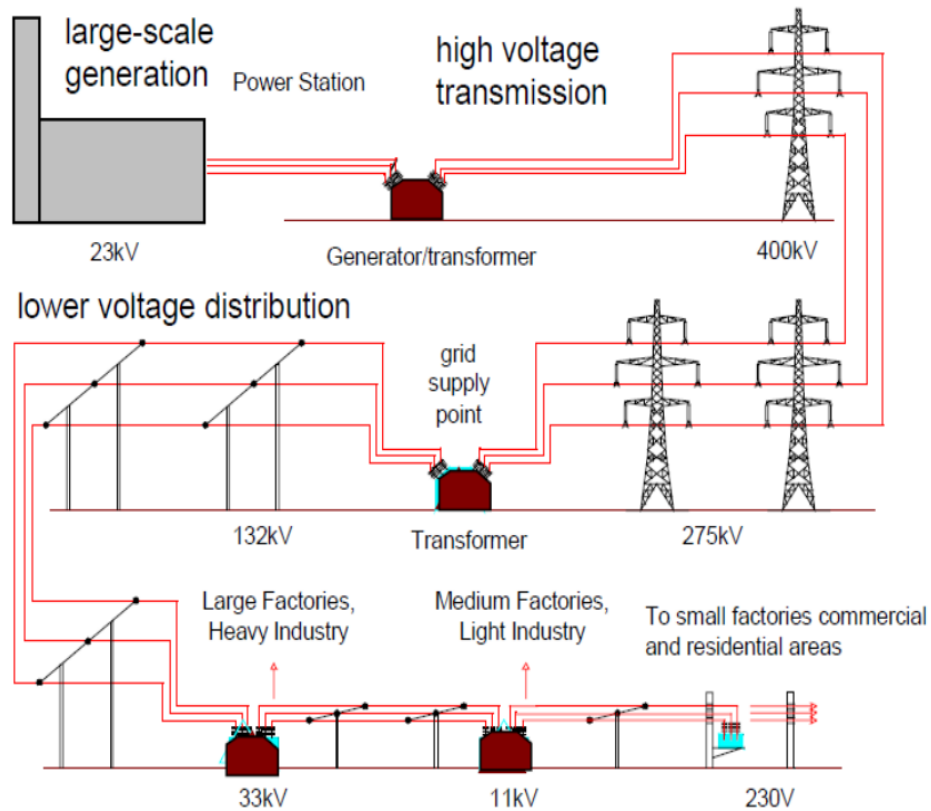 large-scale
generation
Power Station
high voltage
transmission
23kV
Generator/transformer
400kV
lower voltage distribution
grid
supply
point
132kV
Transformer
275kV
Large Factories,
Heavy Industry
Medium Factories,
Light Industry
To small factories commercial
and residential areas
33kV
11kV
230V